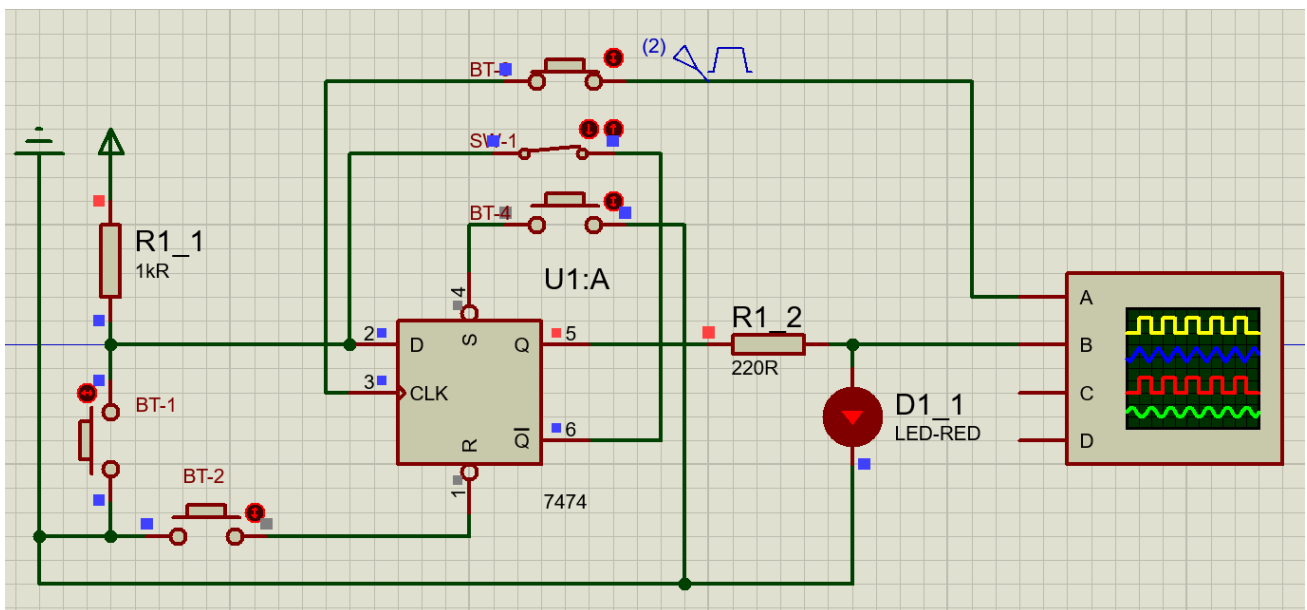 (2)
BT-
SW-1
BT-4
R1_1
1kR
U1:A
4
2
D
S
Q
5
3
CLK
R
Q
6
1
7474
BT-1
BT-2
R1_2
220R
D1_1
LED-RED
A
B
C
D